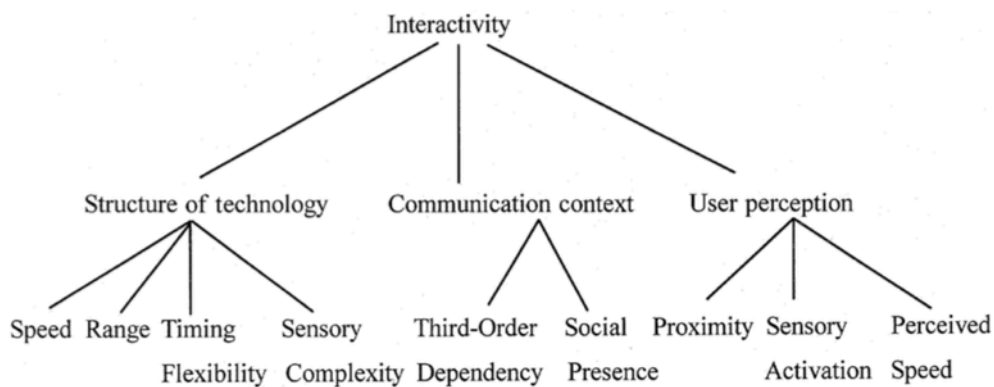 Interactivity
Structure of technology Communication context User perception
Speed Range Timing Sensory Third-Order Social Proximity Sensory Perceived
Flexibility Complexity Dependency Presence Activation Speed